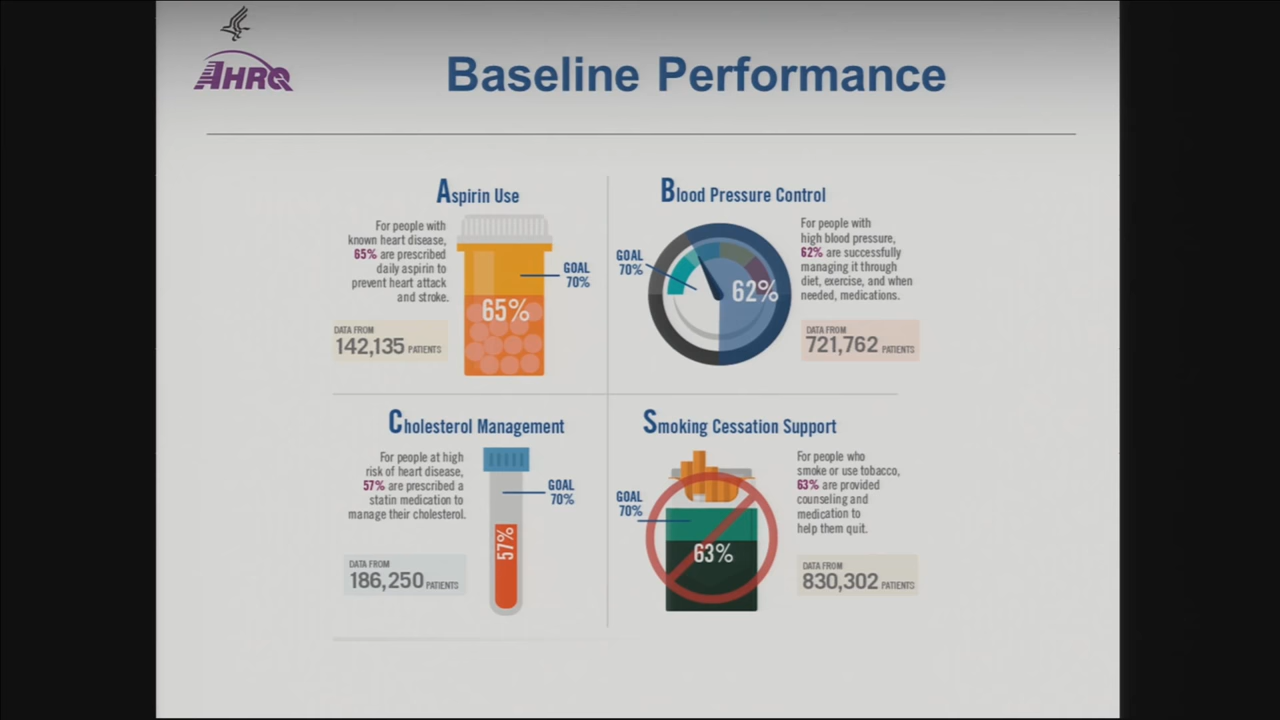 AHRQ
Baseline Performance
Aspirin Use
For people with
known heart disease,
65% are prescribed
daily aspirin to
prevent heart attack
and stroke.
DATA FROM
142,135 PATIENTS
65%
GOAL
70%
Blood Pressure Control
GOAL
70%
62%
For people with
high blood pressure,
62% are successfully
managing it through
diet, exercise, and when
needed, medications.
DATA FROM
721,762 PATIENTS
Cholesterol Management
For people at high
risk of heart disease,
57% are prescribed a
statin medication to
manage their cholesterol.
DATA FROM
186,250 PATIENTS
57%
GOAL
70%
Smoking Cessation Support
GOAL
70%
63%
For people who
smoke or use tobacco,
63% are provided
counseling and
medication to
help them quit.
DATA FROM
830,302 PATIENTS